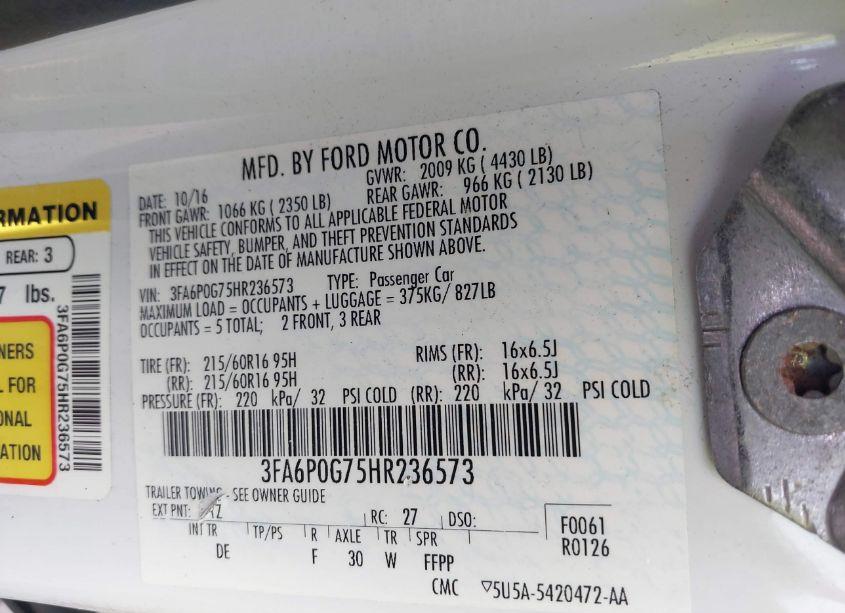 MFD. BY FORD MOTOR CO.
DATE: 10/16 GVWR: 2009 KG ( 4430 LB)
FRONT GAWR: 1066 KG ( 2350 LB) REAR GAWR: 966 KG ( 2130 LB)
THIS VEHICLE CONFORMS TO ALL APPLICABLE FEDERAL MOTOR
VEHICLE SAFETY, BUMPER, AND THEFT PREVENTION STANDARDS
IN EFFECT ON THE DATE OF MANUFACTURE SHOWN ABOVE.
VIN: 3FA6P0G75HR236573 TYPE: Passenger Car
MAXIMUM LOAD = OCCUPANTS + LUGGAGE = 375KG/ 827LB
OCCUPANTS = 5 TOTAL; 2 FRONT, 3 REAR
TIRE (FR): 215/60R16 95H RIMS (FR): 16x6.5J
(RR): 215/60R16 95H (RR): 16x6.5J
PRESSURE (FR): 220 kPa/ 32 PSI COLD (RR): 220 kPa/ 32 PSI COLD
3FA6P0G75HR236573
TRAILER TOWING - SEE OWNER GUIDE
EXT PNT: RC: 27 DSO: F0061
INT TR TP/PS R AXLE TR SPR R0126
DE F 30 W FFPP
CMC ▽5U5A-5420472-AA
RMATION
REAR: 3
7 lbs.
3FA6P0G75HR236573
NERS
L FOR
ONAL
ATION